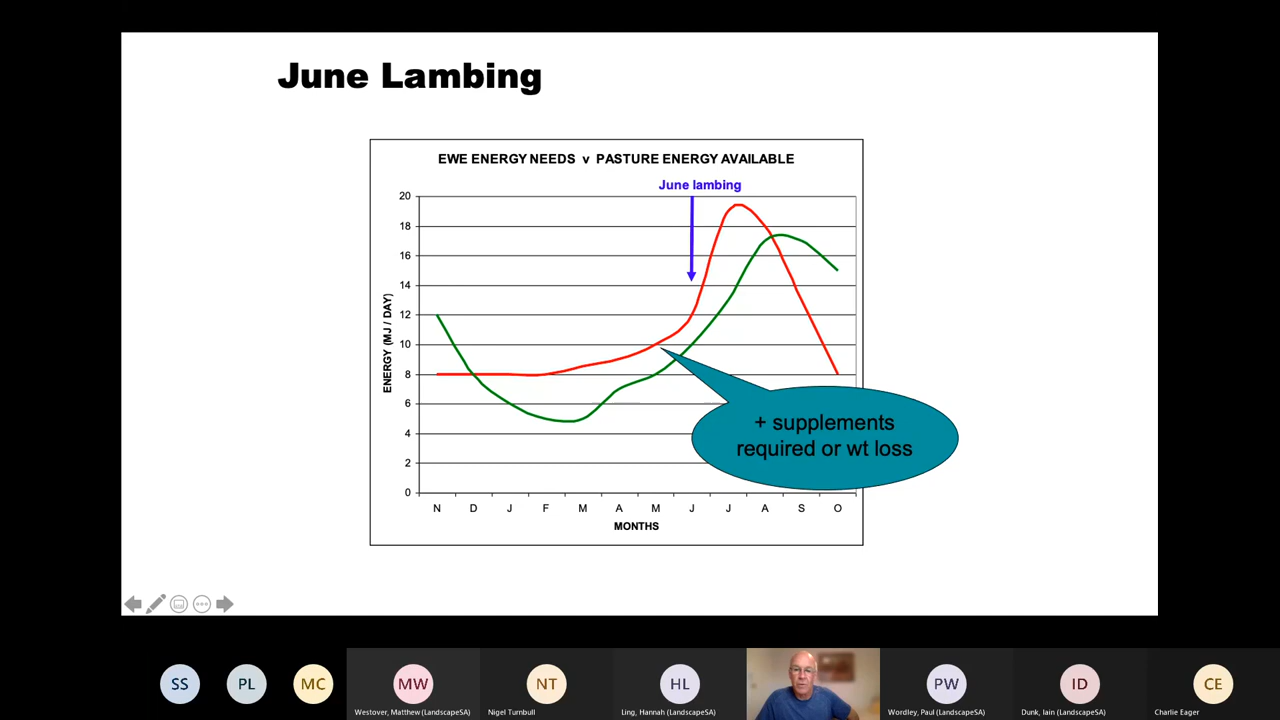 June Lambing
EWE ENERGY NEEDS v PASTURE ENERGY AVAILABLE
June lambing
20
18
16
14
12
10
8
6
4
2
0
ENERGY (MJ / DAY)
+ supplements
required or wt loss
N D J F M A M J J A S O
MONTHS
SS PL MC MW NT HL PW ID CE
Westover, Matthew (LandscapeSA) Nigel Turnbull Ling, Hannah (LandscapeSA) Wordley, Paul (LandscapeSA) Dunk, Iain (LandscapeSA) Charlie Eager